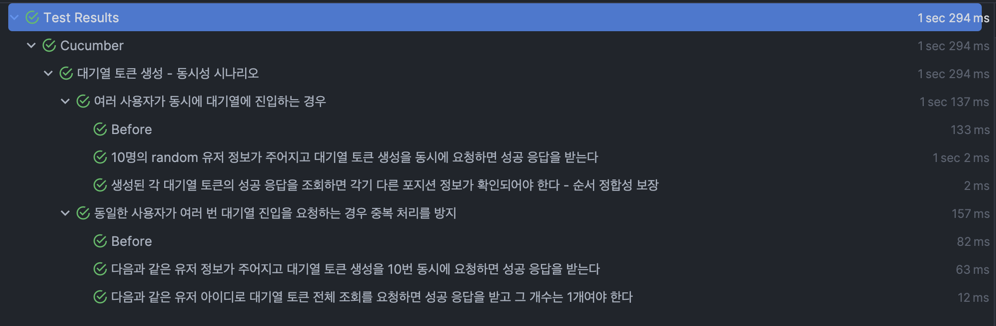 Test Results 1 sec 294 ms
Cucumber 1 sec 294 ms
대기열 토큰 생성 - 동시성 시나리오 1 sec 294 ms
여러 사용자가 동시에 대기열에 진입하는 경우 1 sec 137 ms
Before 133 ms
10명의 random 유저 정보가 주어지고 대기열 토큰 생성을 동시에 요청하면 성공 응답을 받는다 1 sec 2 ms
생성된 각 대기열 토큰의 성공 응답을 조회하면 각기 다른 포지션 정보가 확인되어야 한다 - 순서 정합성 보장 2 ms
동일한 사용자가 여러 번 대기열 진입을 요청하는 경우 중복 처리를 방지 157 ms
Before 82 ms
다음과 같은 유저 정보가 주어지고 대기열 토큰 생성을 10번 동시에 요청하면 성공 응답을 받는다 63 ms
다음과 같은 유저 아이디로 대기열 토큰 전체 조회를 요청하면 성공 응답을 받고 그 개수는 1개여야 한다 12 ms